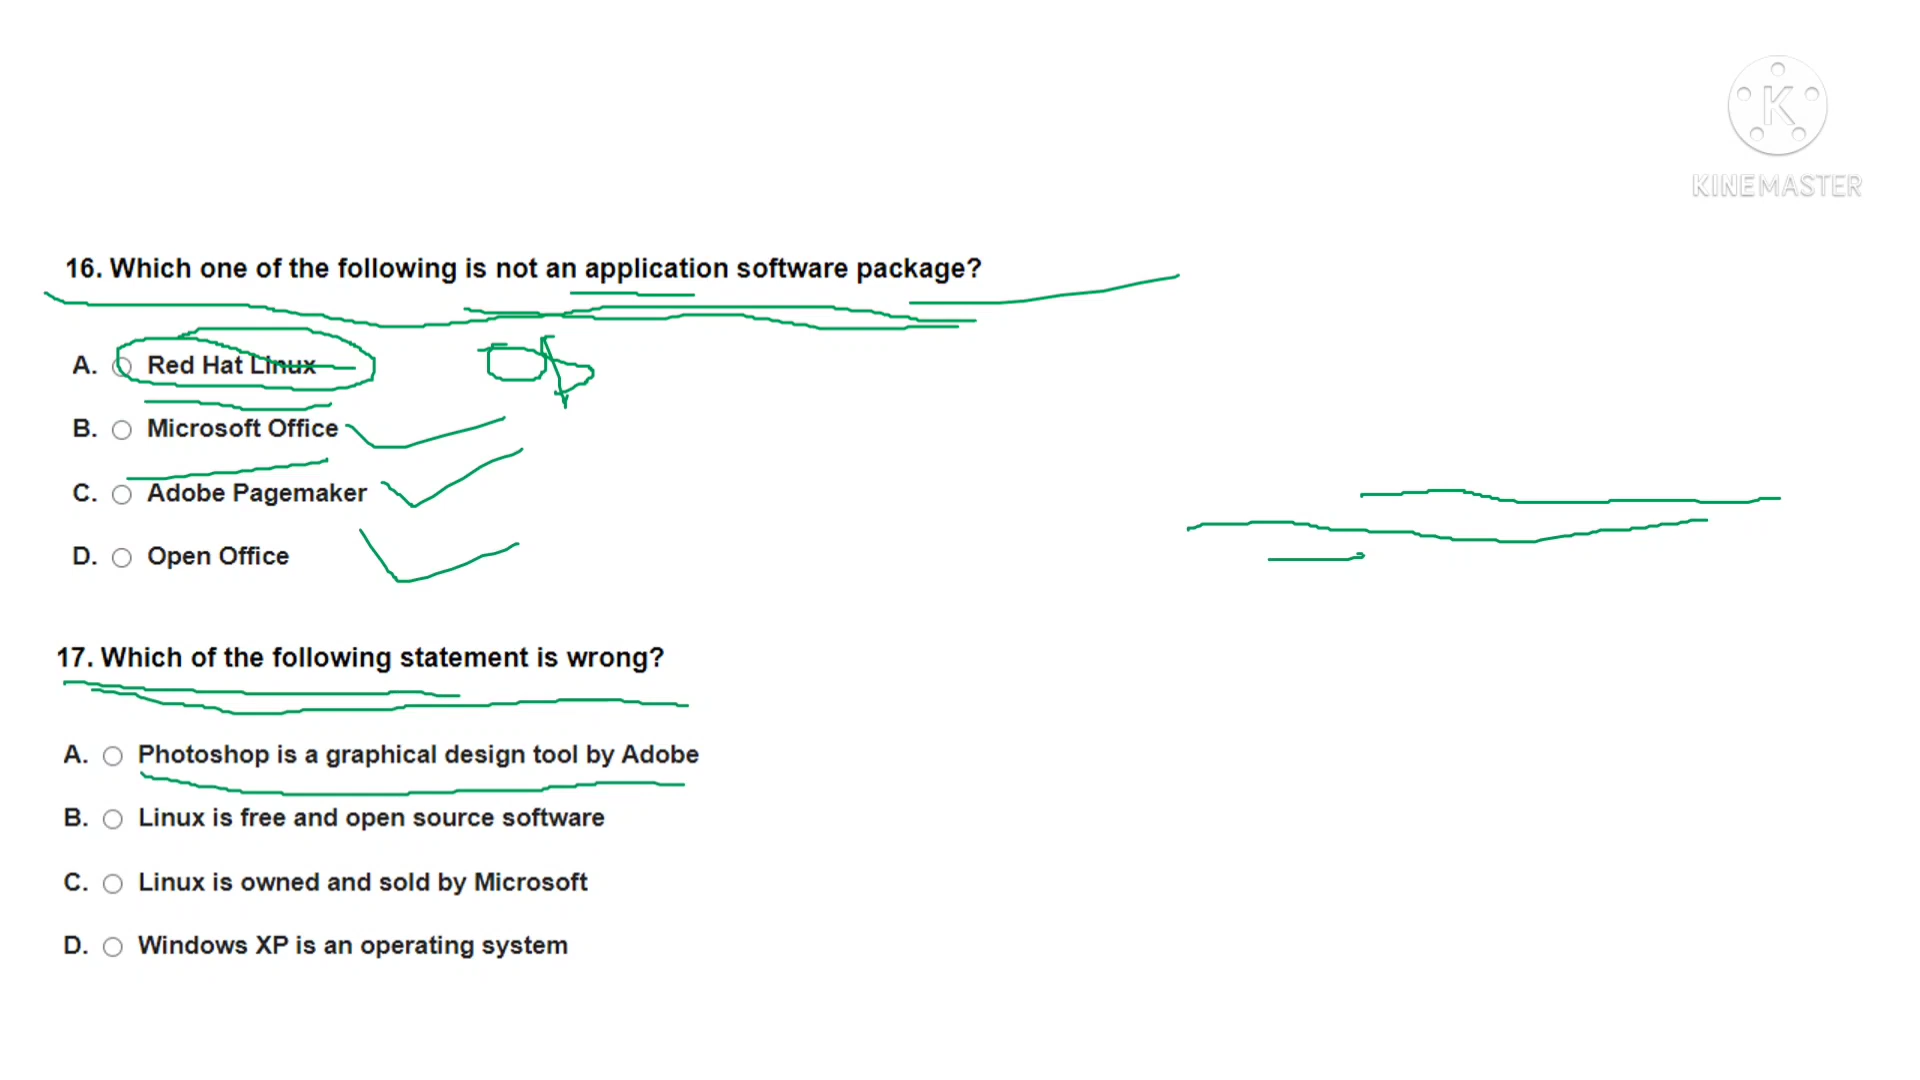 K
KINEMASTER
16. Which one of the following is not an application software package?
A. Red Hat Linux
B. Microsoft Office
C. Adobe Pagemaker
D. Open Office
17. Which of the following statement is wrong?
A. Photoshop is a graphical design tool by Adobe
B. Linux is free and open source software
C. Linux is owned and sold by Microsoft
D. Windows XP is an operating system